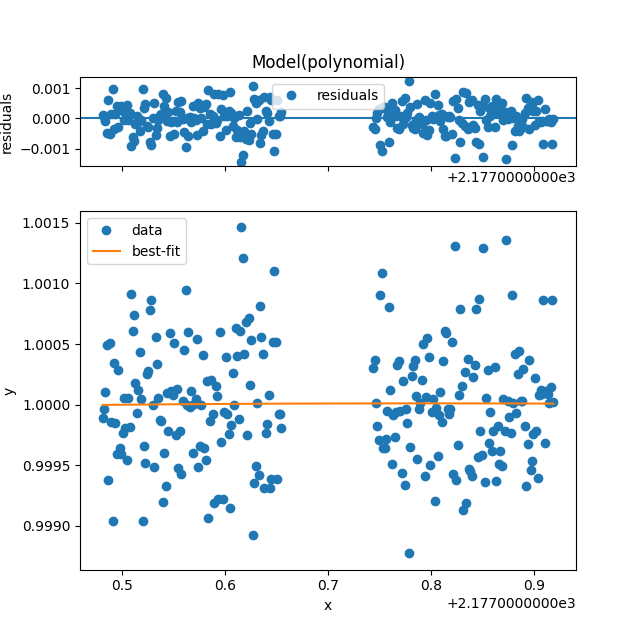 Model(polynomial)
residuals
0.001
0.000
−0.001
residuals
+2.1770000000e3
y
1.0015
1.0010
1.0005
1.0000
0.9995
0.9990
data
best-fit
0.5 0.6 0.7 0.8 0.9
x
+2.1770000000e3